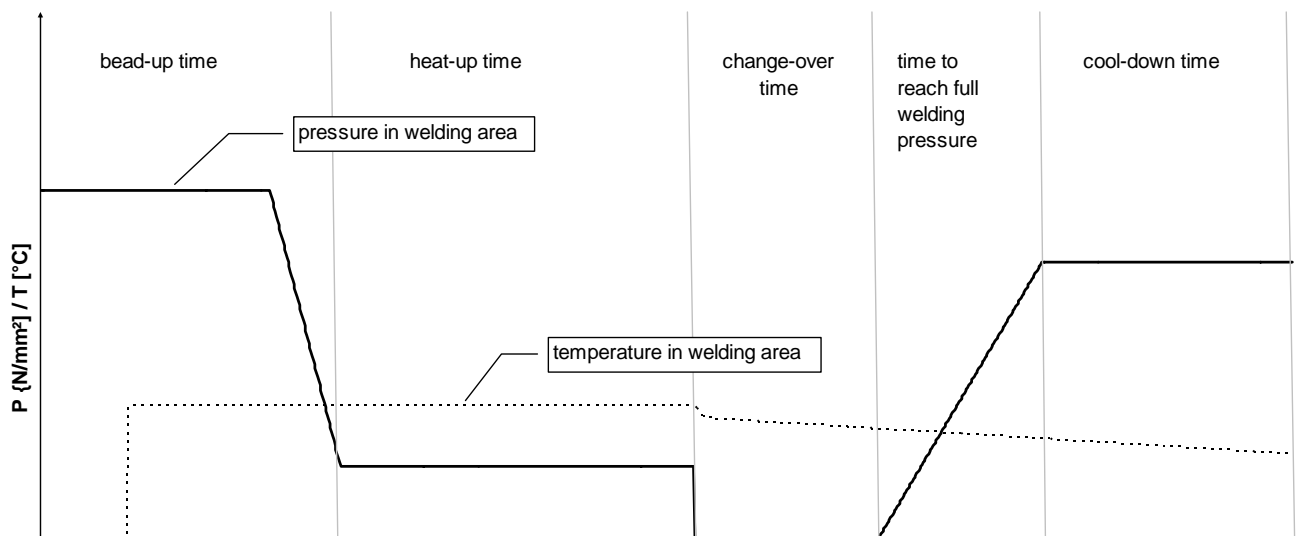 bead-up time
heat-up time
change-over
time
time to
reach full
welding
pressure
cool-down time
pressure in welding area
temperature in welding area
P {N/mm²] / T [°C]